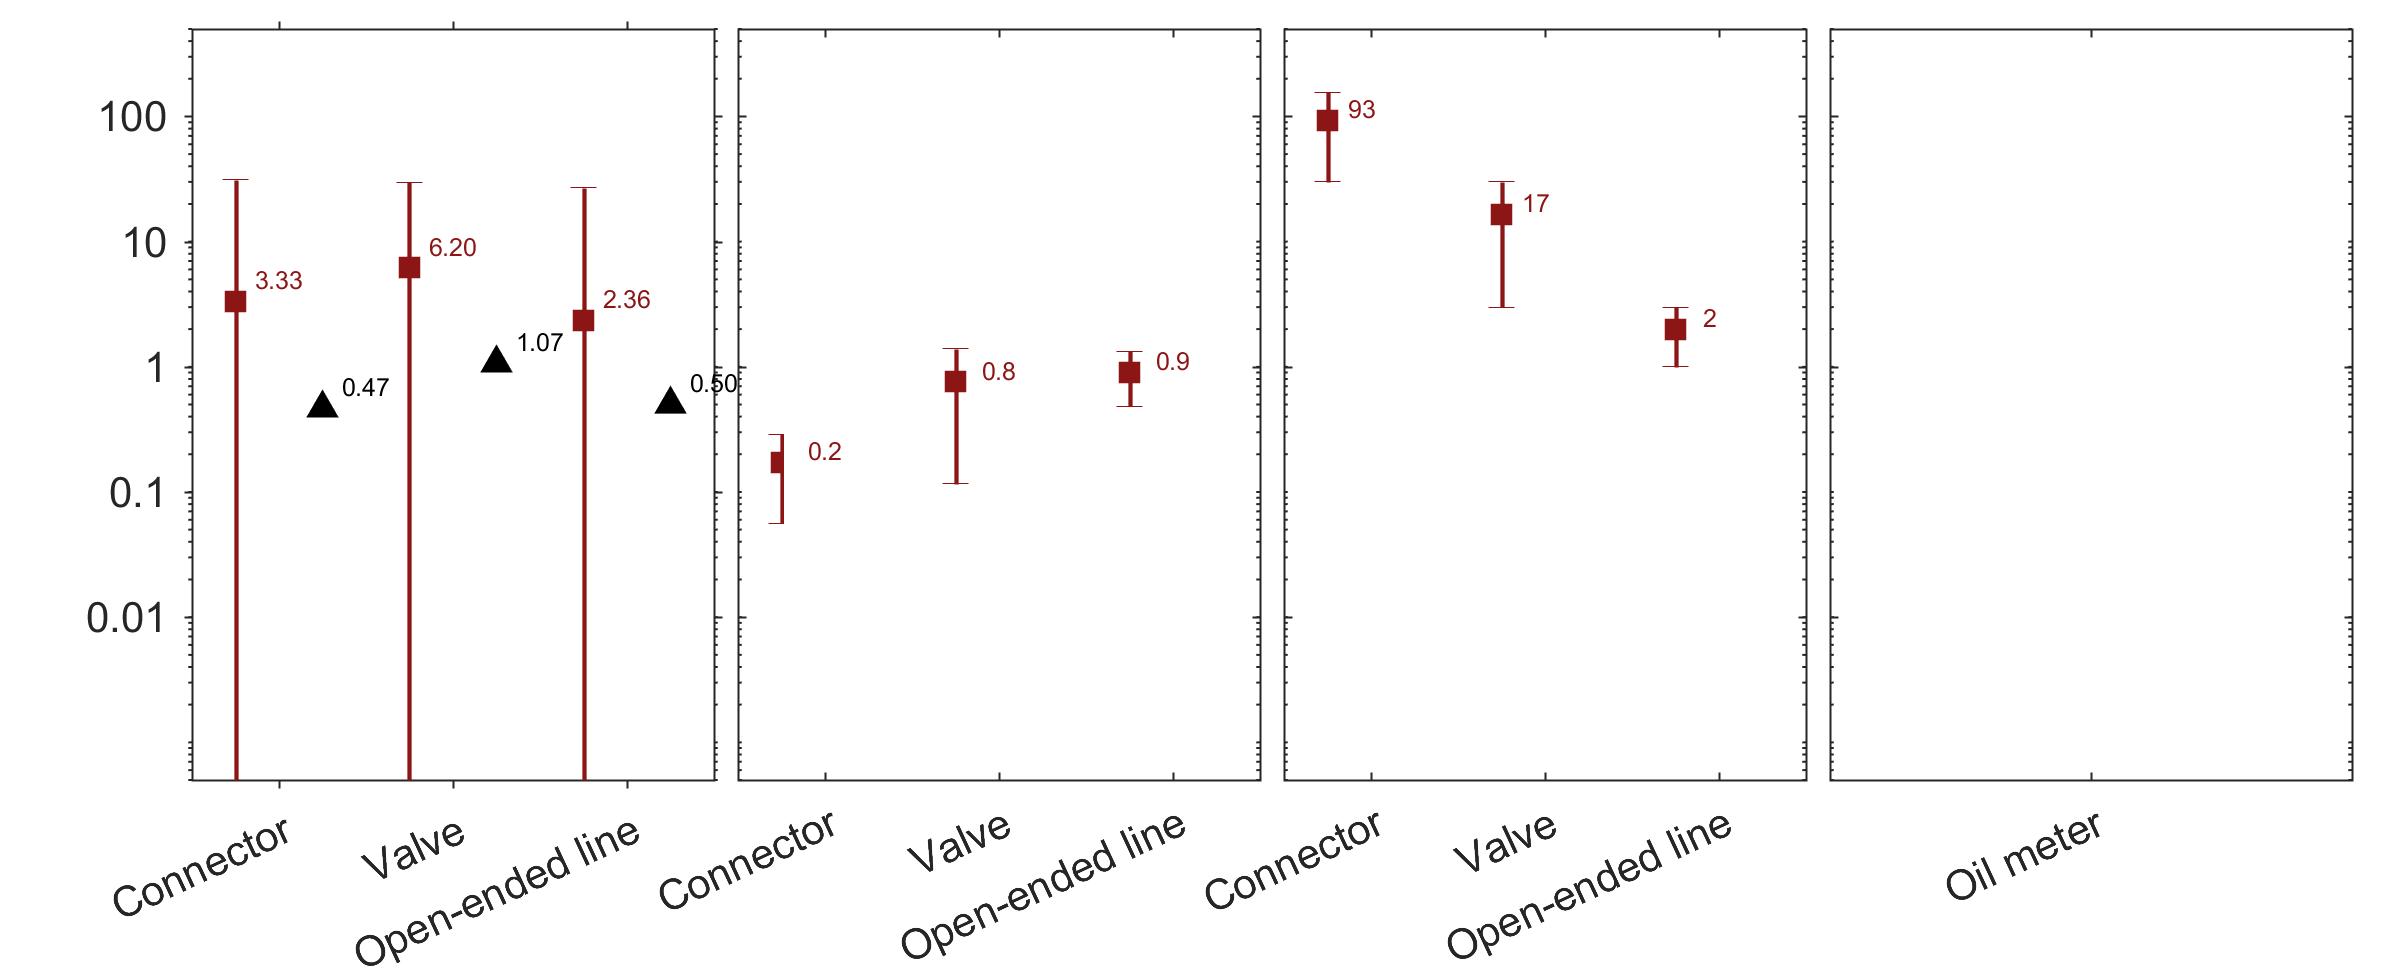 100
10
1
0.1
0.01
3.33
0.47
6.20
1.07
2.36
0.50
0.2
0.8
0.9
93
17
2
Connector
Valve
Open-ended line
Connector
Valve
Open-ended line
Connector
Valve
Open-ended line
Oil meter